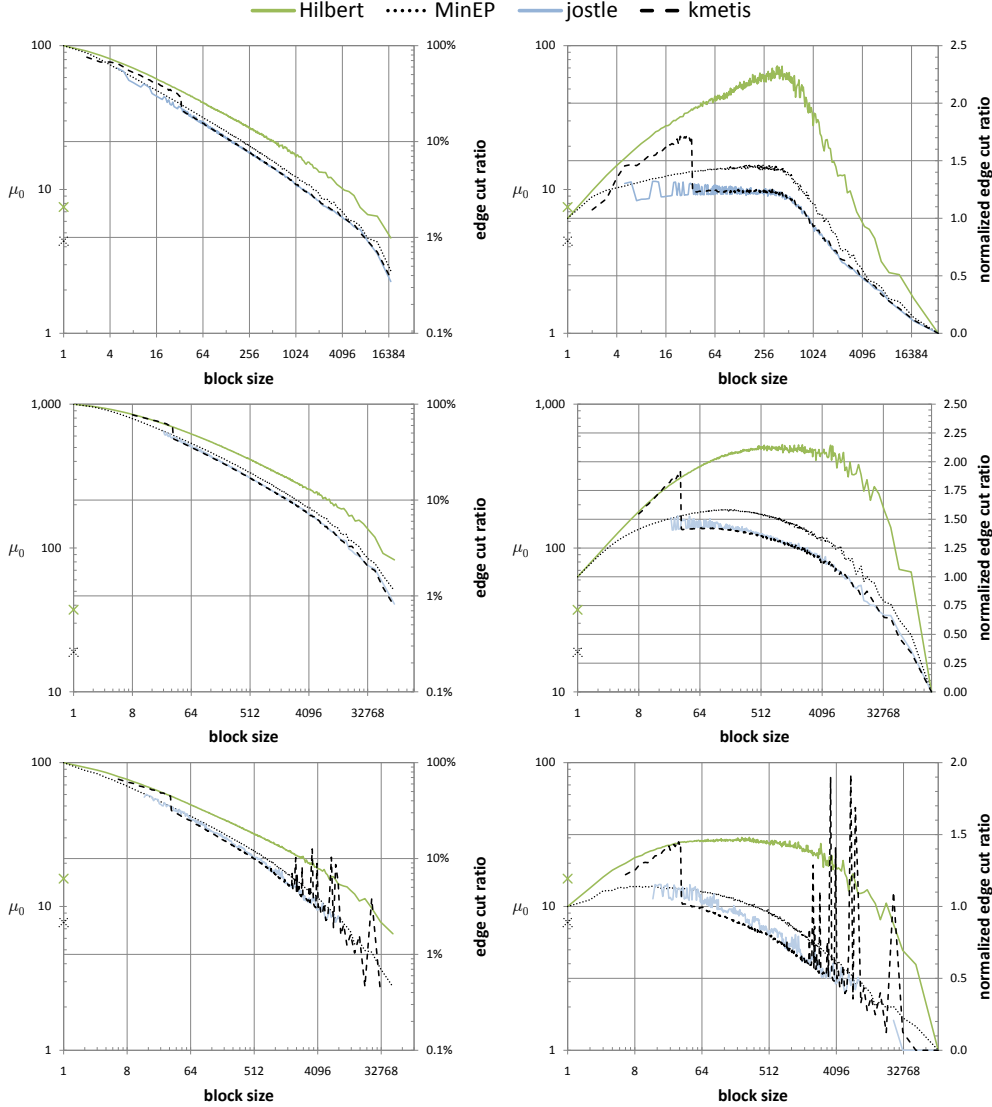 Hilbert MinEP jostle kmetis
100 100% 100 2.5
2.0
10% 1.5
μ0 10 edge cut ratio μ0 10 1.0 normalized edge cut ratio
1% 0.5
1 0.1% 1 0.0
1 4 16 64 256 1024 4096 16384 1 4 16 64 256 1024 4096 16384
block size block size
1,000 100% 1,000 2.50
2.25
2.00
10% 1.75
1.50
μ0 100 edge cut ratio μ0 100 1.25 normalized edge cut ratio
1.00
1% 0.75
0.50
0.25
10 0.1% 10 0.00
1 8 64 512 4096 32768 1 8 64 512 4096 32768
block size block size
100 100% 100 2.0
10% 1.5
μ0 10 edge cut ratio μ0 10 1.0 normalized edge cut ratio
1% 0.5
1 0.1% 1 0.0
1 8 64 512 4096 32768 1 8 64 512 4096 32768
block size block size